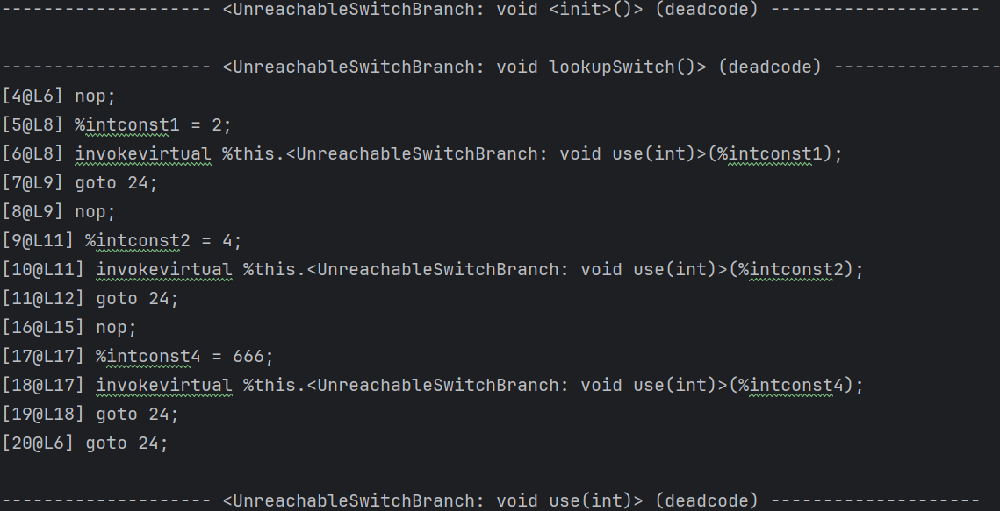 -------------------- <UnreachableSwitchBranch: void <init>()> (deadcode) --------------------
-------------------- <UnreachableSwitchBranch: void lookupSwitch()> (deadcode) ----------------
[4@L6] nop;
[5@L8] %intconst1 = 2;
[6@L8] invokevirtual %this.<UnreachableSwitchBranch: void use(int)>(%intconst1);
[7@L9] goto 24;
[8@L9] nop;
[9@L11] %intconst2 = 4;
[10@L11] invokevirtual %this.<UnreachableSwitchBranch: void use(int)>(%intconst2);
[11@L12] goto 24;
[16@L15] nop;
[17@L17] %intconst4 = 666;
[18@L17] invokevirtual %this.<UnreachableSwitchBranch: void use(int)>(%intconst4);
[19@L18] goto 24;
[20@L6] goto 24;
-------------------- <UnreachableSwitchBranch: void use(int)> (deadcode) --------------------